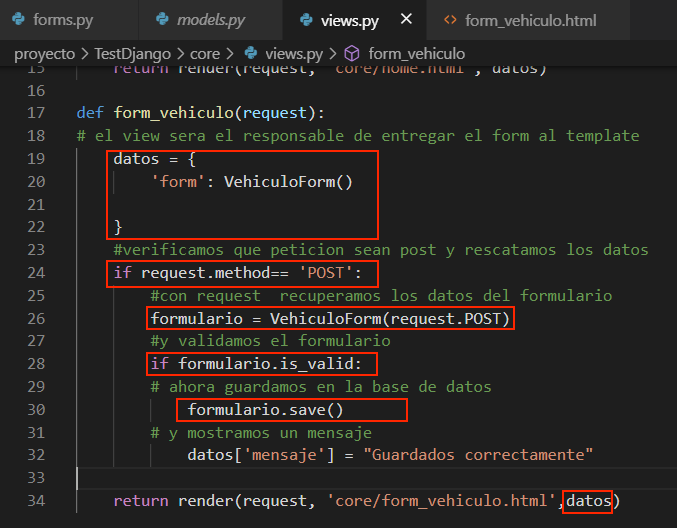 forms.py models.py views.py × <> form_vehiculo.html
proyecto > TestDjango > core > views.py > form_vehiculo
15 return render(request, 'core/home.html', datos)
16
17 def form_vehiculo(request):
18 # el view sera el responsable de entregar el form al template
19 datos = {
20 'form': VehiculoForm()
21
22 }
23 #verificamos que peticion sean post y rescatamos los datos
24 if request.method== 'POST':
25 #con request  recuperamos los datos del formulario
26 formulario = VehiculoForm(request.POST)
27 #y validamos el formulario
28 if formulario.is_valid:
29 # ahora guardamos en la base de datos
30 formulario.save()
31 # y mostramos un mensaje
32 datos['mensaje'] = "Guardados correctamente"
33
34 return render(request, 'core/form_vehiculo.html',datos)